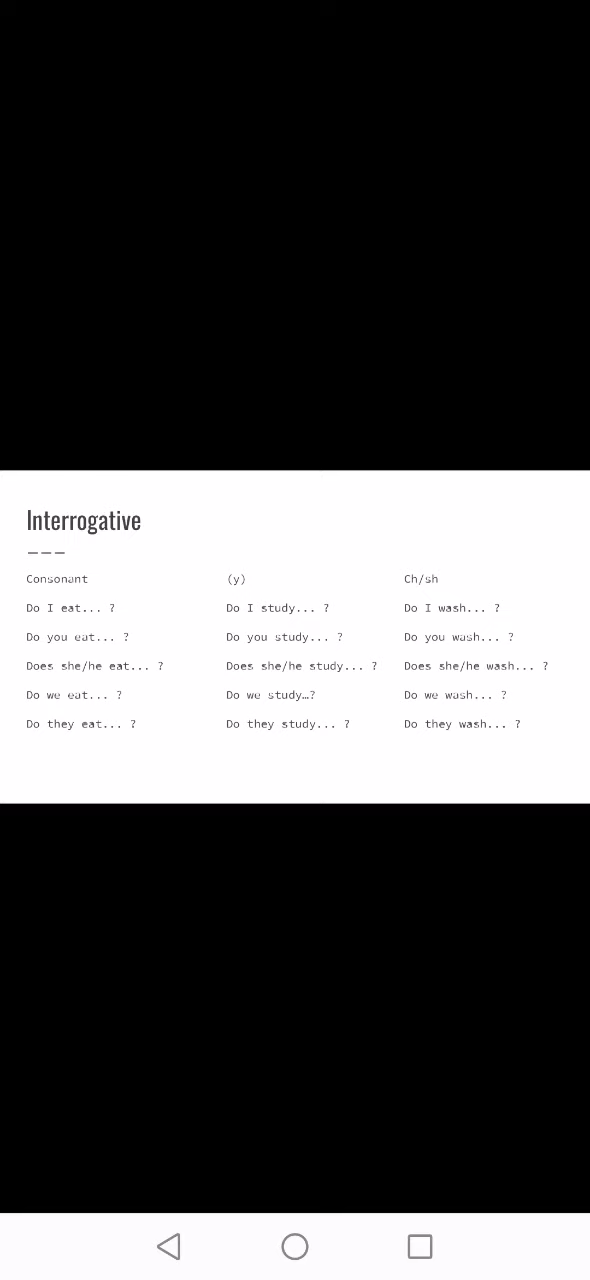 Interrogative
———
Consonant (y) Ch/sh
Do I eat... ? Do I study... ? Do I wash... ?
Do you eat... ? Do you study... ? Do you wash... ?
Does she/he eat... ? Does she/he study... ? Does she/he wash... ?
Do we eat... ? Do we study…? Do we wash... ?
Do they eat... ? Do they study... ? Do they wash... ?